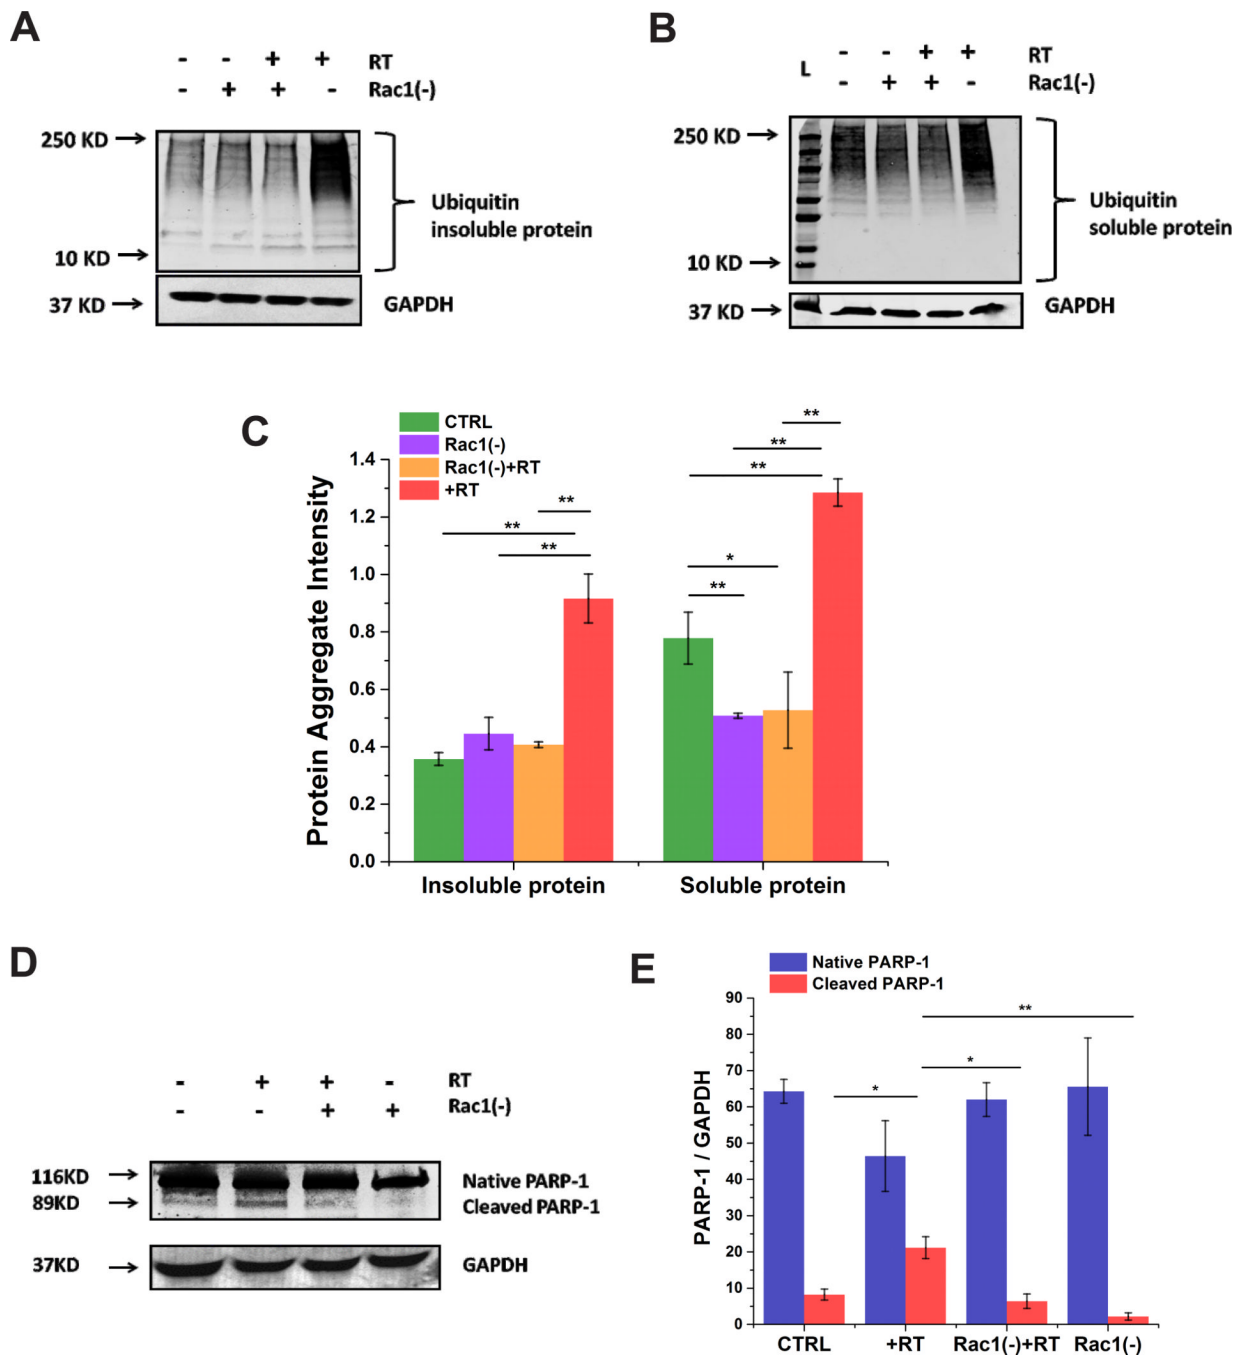 A
- - + + RT
- + + - Rac1(-)
250 KD
Ubiquitin
insoluble protein
10 KD
37 KD
GAPDH
B
L
- - + + RT
- + + - Rac1(-)
250 KD
Ubiquitin
soluble protein
10 KD
37 KD
GAPDH
C
CTRL
Rac1(-)
Rac1(-)+RT
+RT
Protein Aggregate Intensity
1.4
1.2
1.0
0.8
0.6
0.4
0.2
0.0
**
**
**
**
**
**
*
**
Insoluble protein
Soluble protein
D
- + + - RT
- - + + Rac1(-)
116KD
Native PARP-1
89KD
Cleaved PARP-1
37KD
GAPDH
E
Native PARP-1
Cleaved PARP-1
PARP-1 / GAPDH
90
80
70
60
50
40
30
20
10
0
**
*
*
CTRL
+RT
Rac1(-)+RT
Rac1(-)